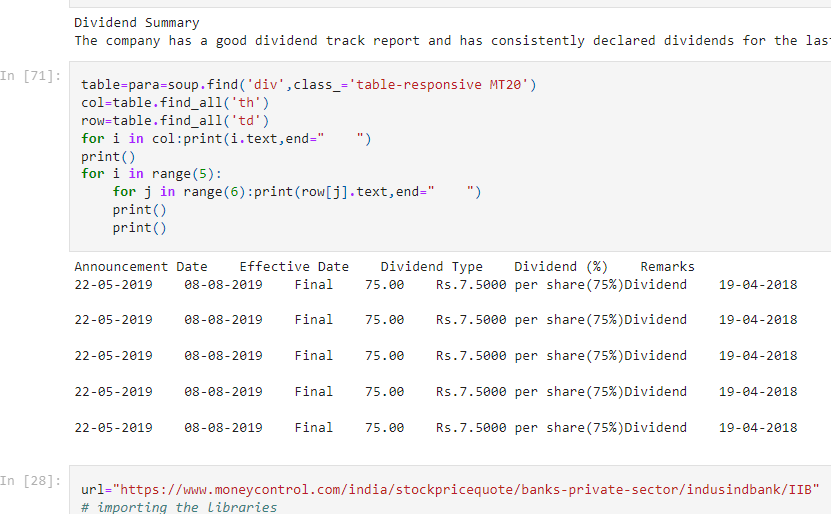 Dividend Summary
The company has a good dividend track report and has consistently declared dividends for the last
In [71]:
table=para=soup.find('div',class_='table-responsive MT20')
col=table.find_all('th')
row=table.find_all('td')
for i in col:print(i.text,end="    ")
print()
for i in range(5):
    for j in range(6):print(row[j].text,end="    ")
    print()
    print()
Announcement Date    Effective Date    Dividend Type    Dividend (%)    Remarks
22-05-2019    08-08-2019    Final    75.00    Rs.7.5000 per share(75%)Dividend    19-04-2018
22-05-2019    08-08-2019    Final    75.00    Rs.7.5000 per share(75%)Dividend    19-04-2018
22-05-2019    08-08-2019    Final    75.00    Rs.7.5000 per share(75%)Dividend    19-04-2018
22-05-2019    08-08-2019    Final    75.00    Rs.7.5000 per share(75%)Dividend    19-04-2018
22-05-2019    08-08-2019    Final    75.00    Rs.7.5000 per share(75%)Dividend    19-04-2018
In [28]:
url="https://www.moneycontrol.com/india/stockpricequote/banks-private-sector/indusindbank/IIB"
# importing the libraries